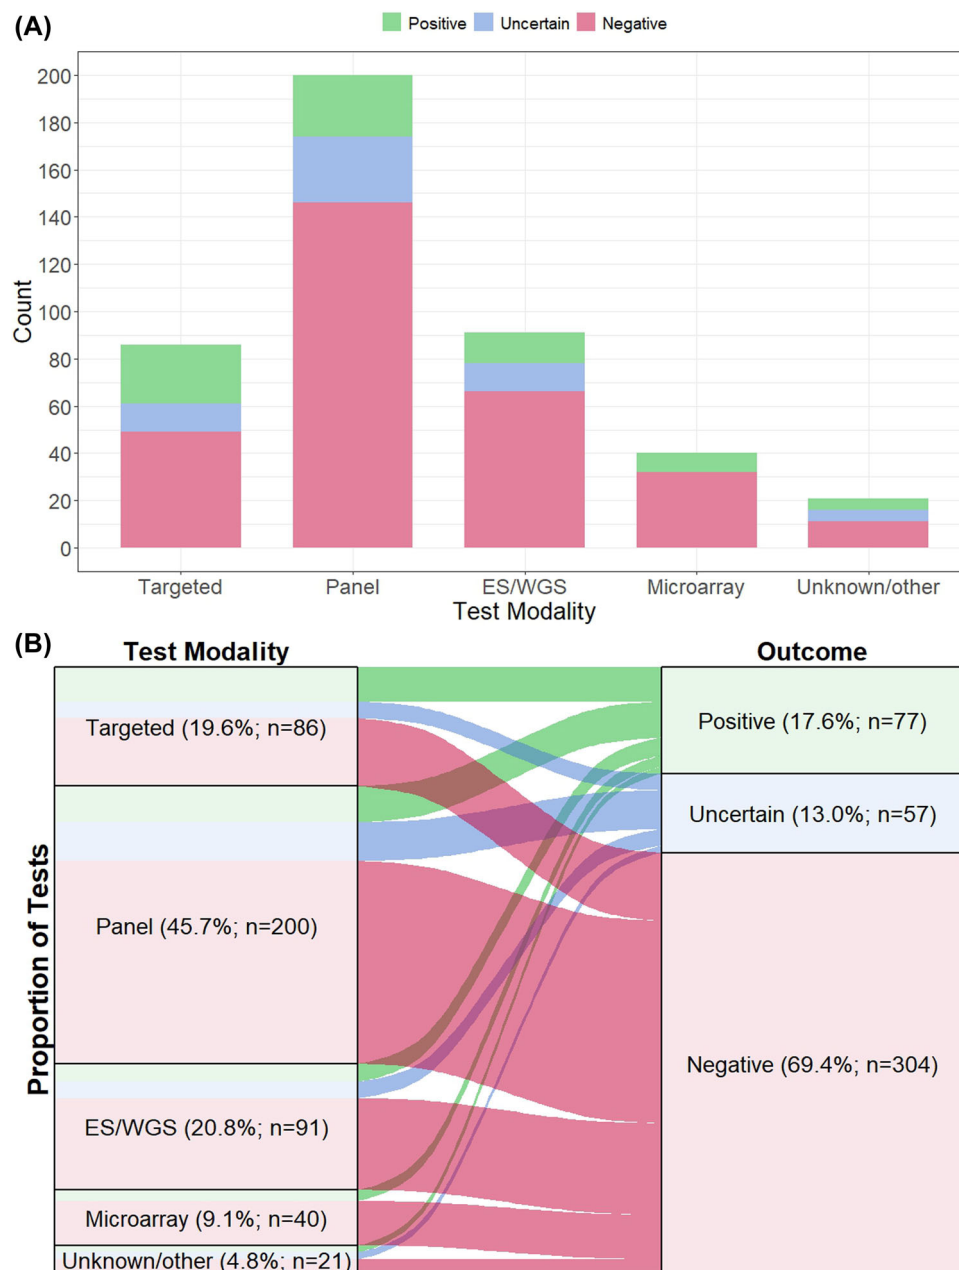 (A)
Positive Uncertain Negative
200
180
160
140
120
100
80
60
40
20
0
Count
Targeted Panel ES/WGS Microarray Unknown/other
Test Modality
(B)
Test Modality Outcome
Proportion of Tests
Targeted (19.6%; n=86)
Panel (45.7%; n=200)
ES/WGS (20.8%; n=91)
Microarray (9.1%; n=40)
Unknown/other (4.8%; n=21)
Positive (17.6%; n=77)
Uncertain (13.0%; n=57)
Negative (69.4%; n=304)